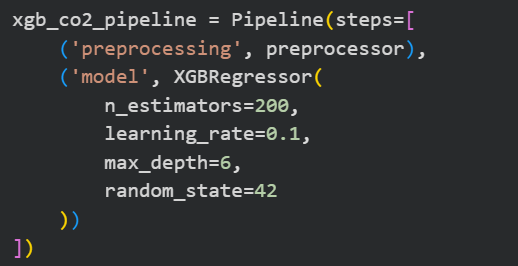 xgb_co2_pipeline = Pipeline(steps=[
    ('preprocessing', preprocessor),
    ('model', XGBRegressor(
        n_estimators=200,
        learning_rate=0.1,
        max_depth=6,
        random_state=42
    ))
])